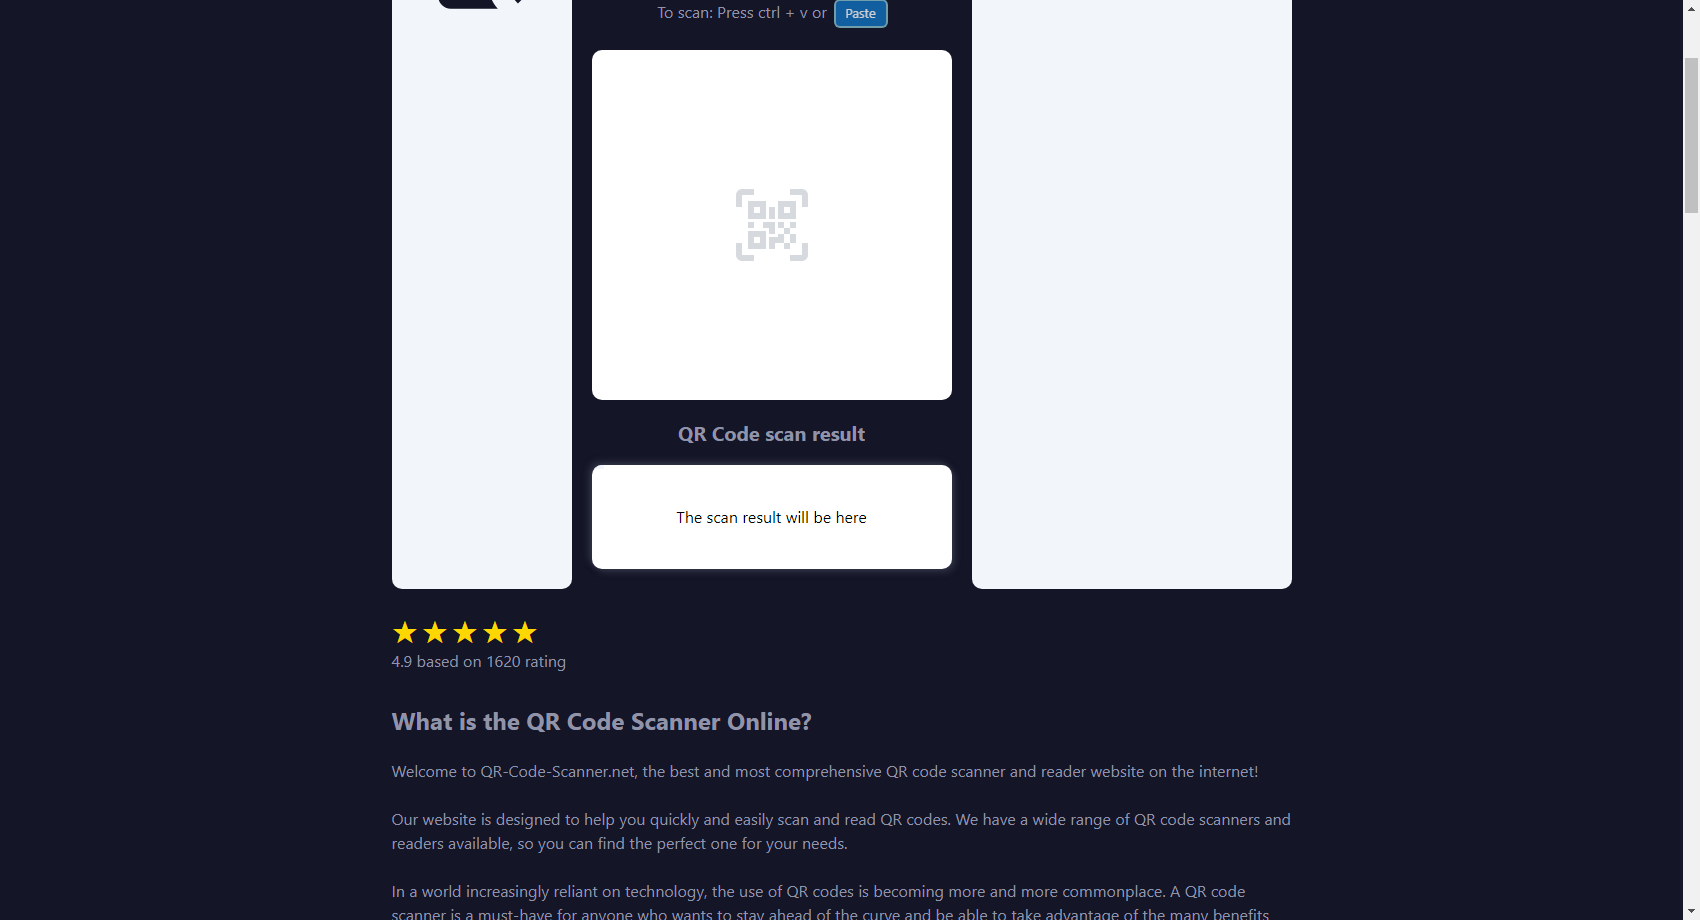 To scan: Press ctrl + v or Paste
QR Code scan result
The scan result will be here
4.9 based on 1620 rating
What is the QR Code Scanner Online?
Welcome to QR-Code-Scanner.net, the best and most comprehensive QR code scanner and reader website on the internet!
Our website is designed to help you quickly and easily scan and read QR codes. We have a wide range of QR code scanners and
readers available, so you can find the perfect one for your needs.
In a world increasingly reliant on technology, the use of QR codes is becoming more and more commonplace. A QR code
scanner is a must-have for anyone who wants to stay ahead of the curve and be able to take advantage of the many benefits